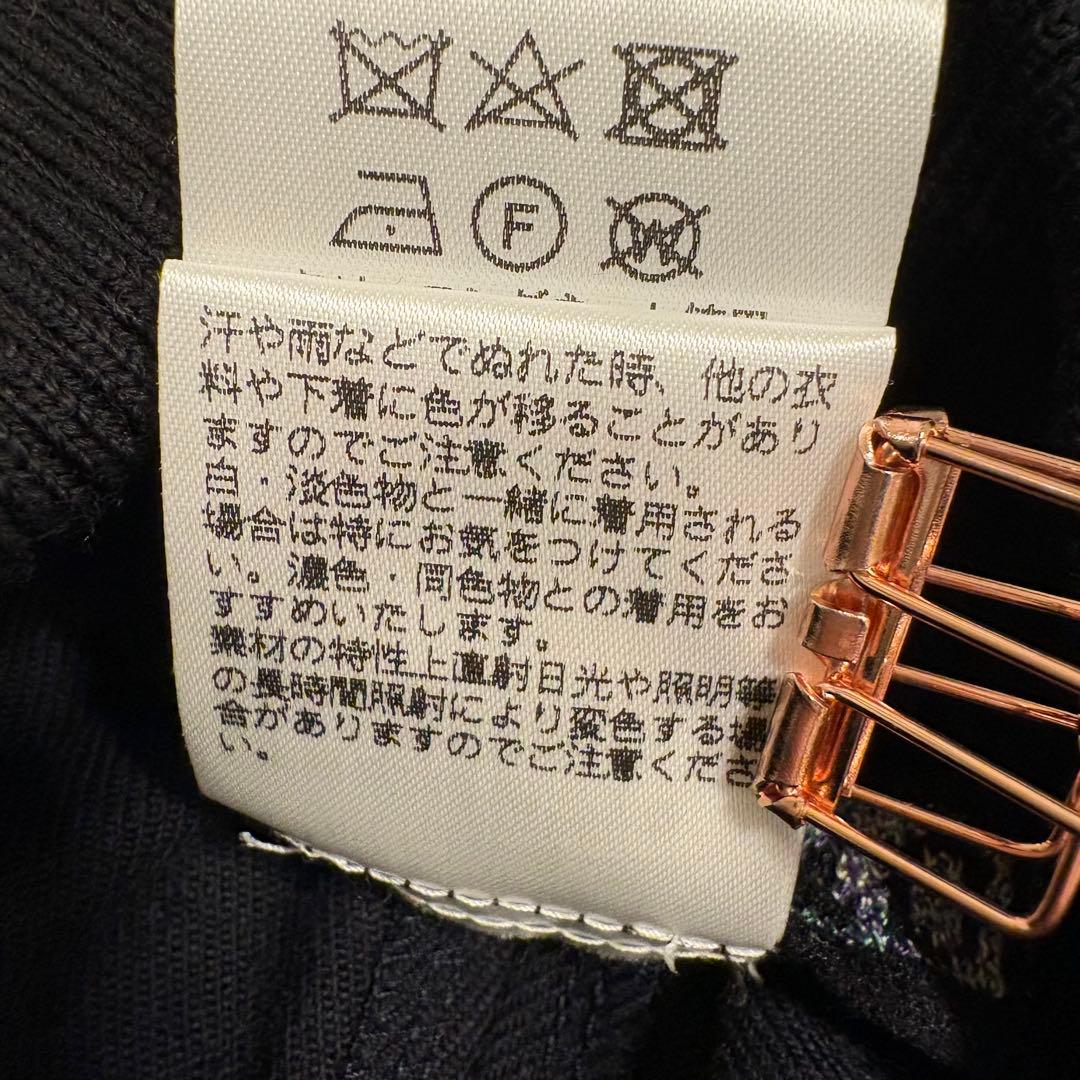 F
W
汗や雨などでぬれた時、他の衣
料や下着に色が移ることがあり
ますのでご注意ください。
白・淡色物と一緒に着用される
場合は特にお気をつけてくださ
い。濃色・同色物との着用をお
すすめいたします。
素材の特性上直射日光や照明等
の長時間照射により変色する場
合がありますのでご注意くださ
い。